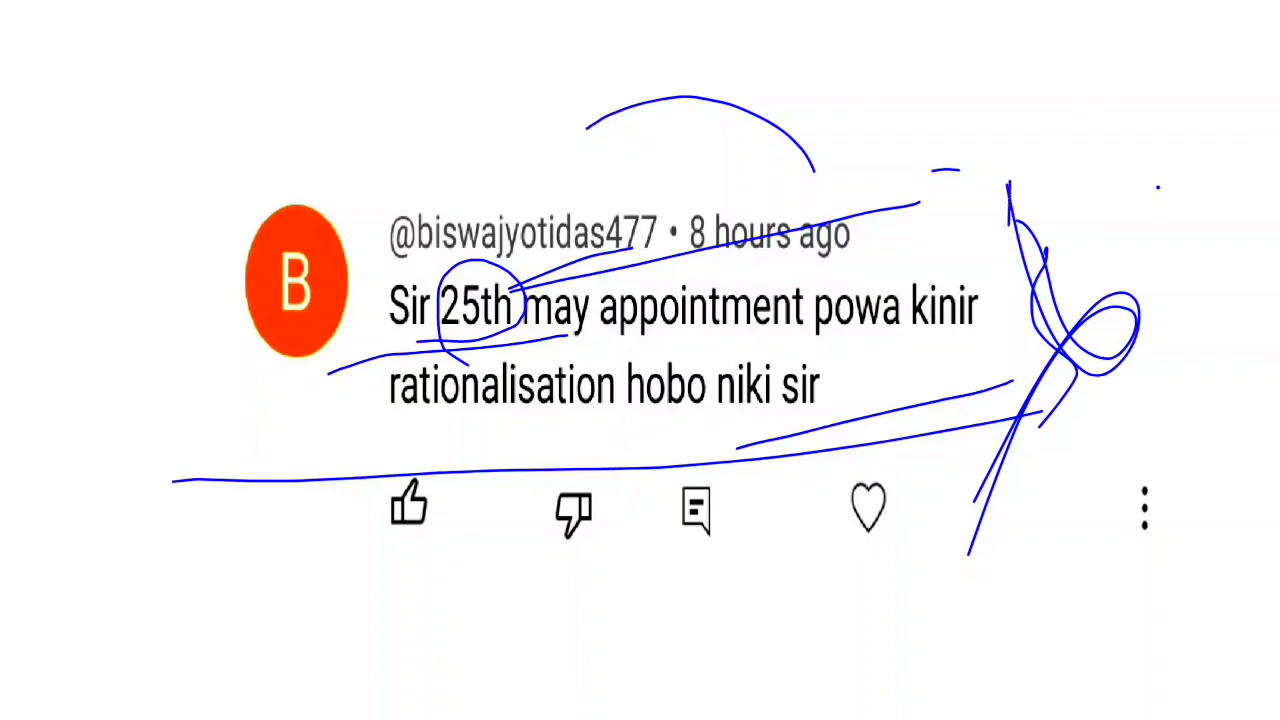 B
@biswajyotidas477 • 8 hours ago
Sir 25th may appointment powa kinir
rationalisation hobo niki sir